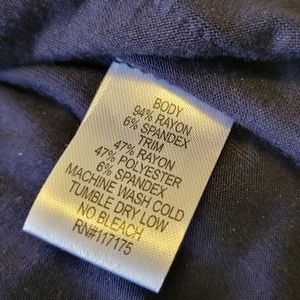 BODY
94% RAYON
6% SPANDEX
TRIM
47% RAYON
47% POLYESTER
6% SPANDEX
MACHINE WASH COLD
TUMBLE DRY LOW
NO BLEACH
RN#117175